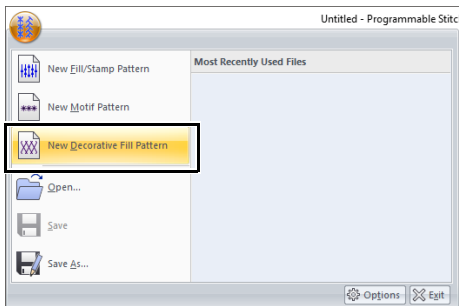 Untitled - Programmable Stitc
New Fill/Stamp Pattern
Most Recently Used Files
New Motif Pattern
New Decorative Fill Pattern
Open...
Save
Save As...
Options
Exit